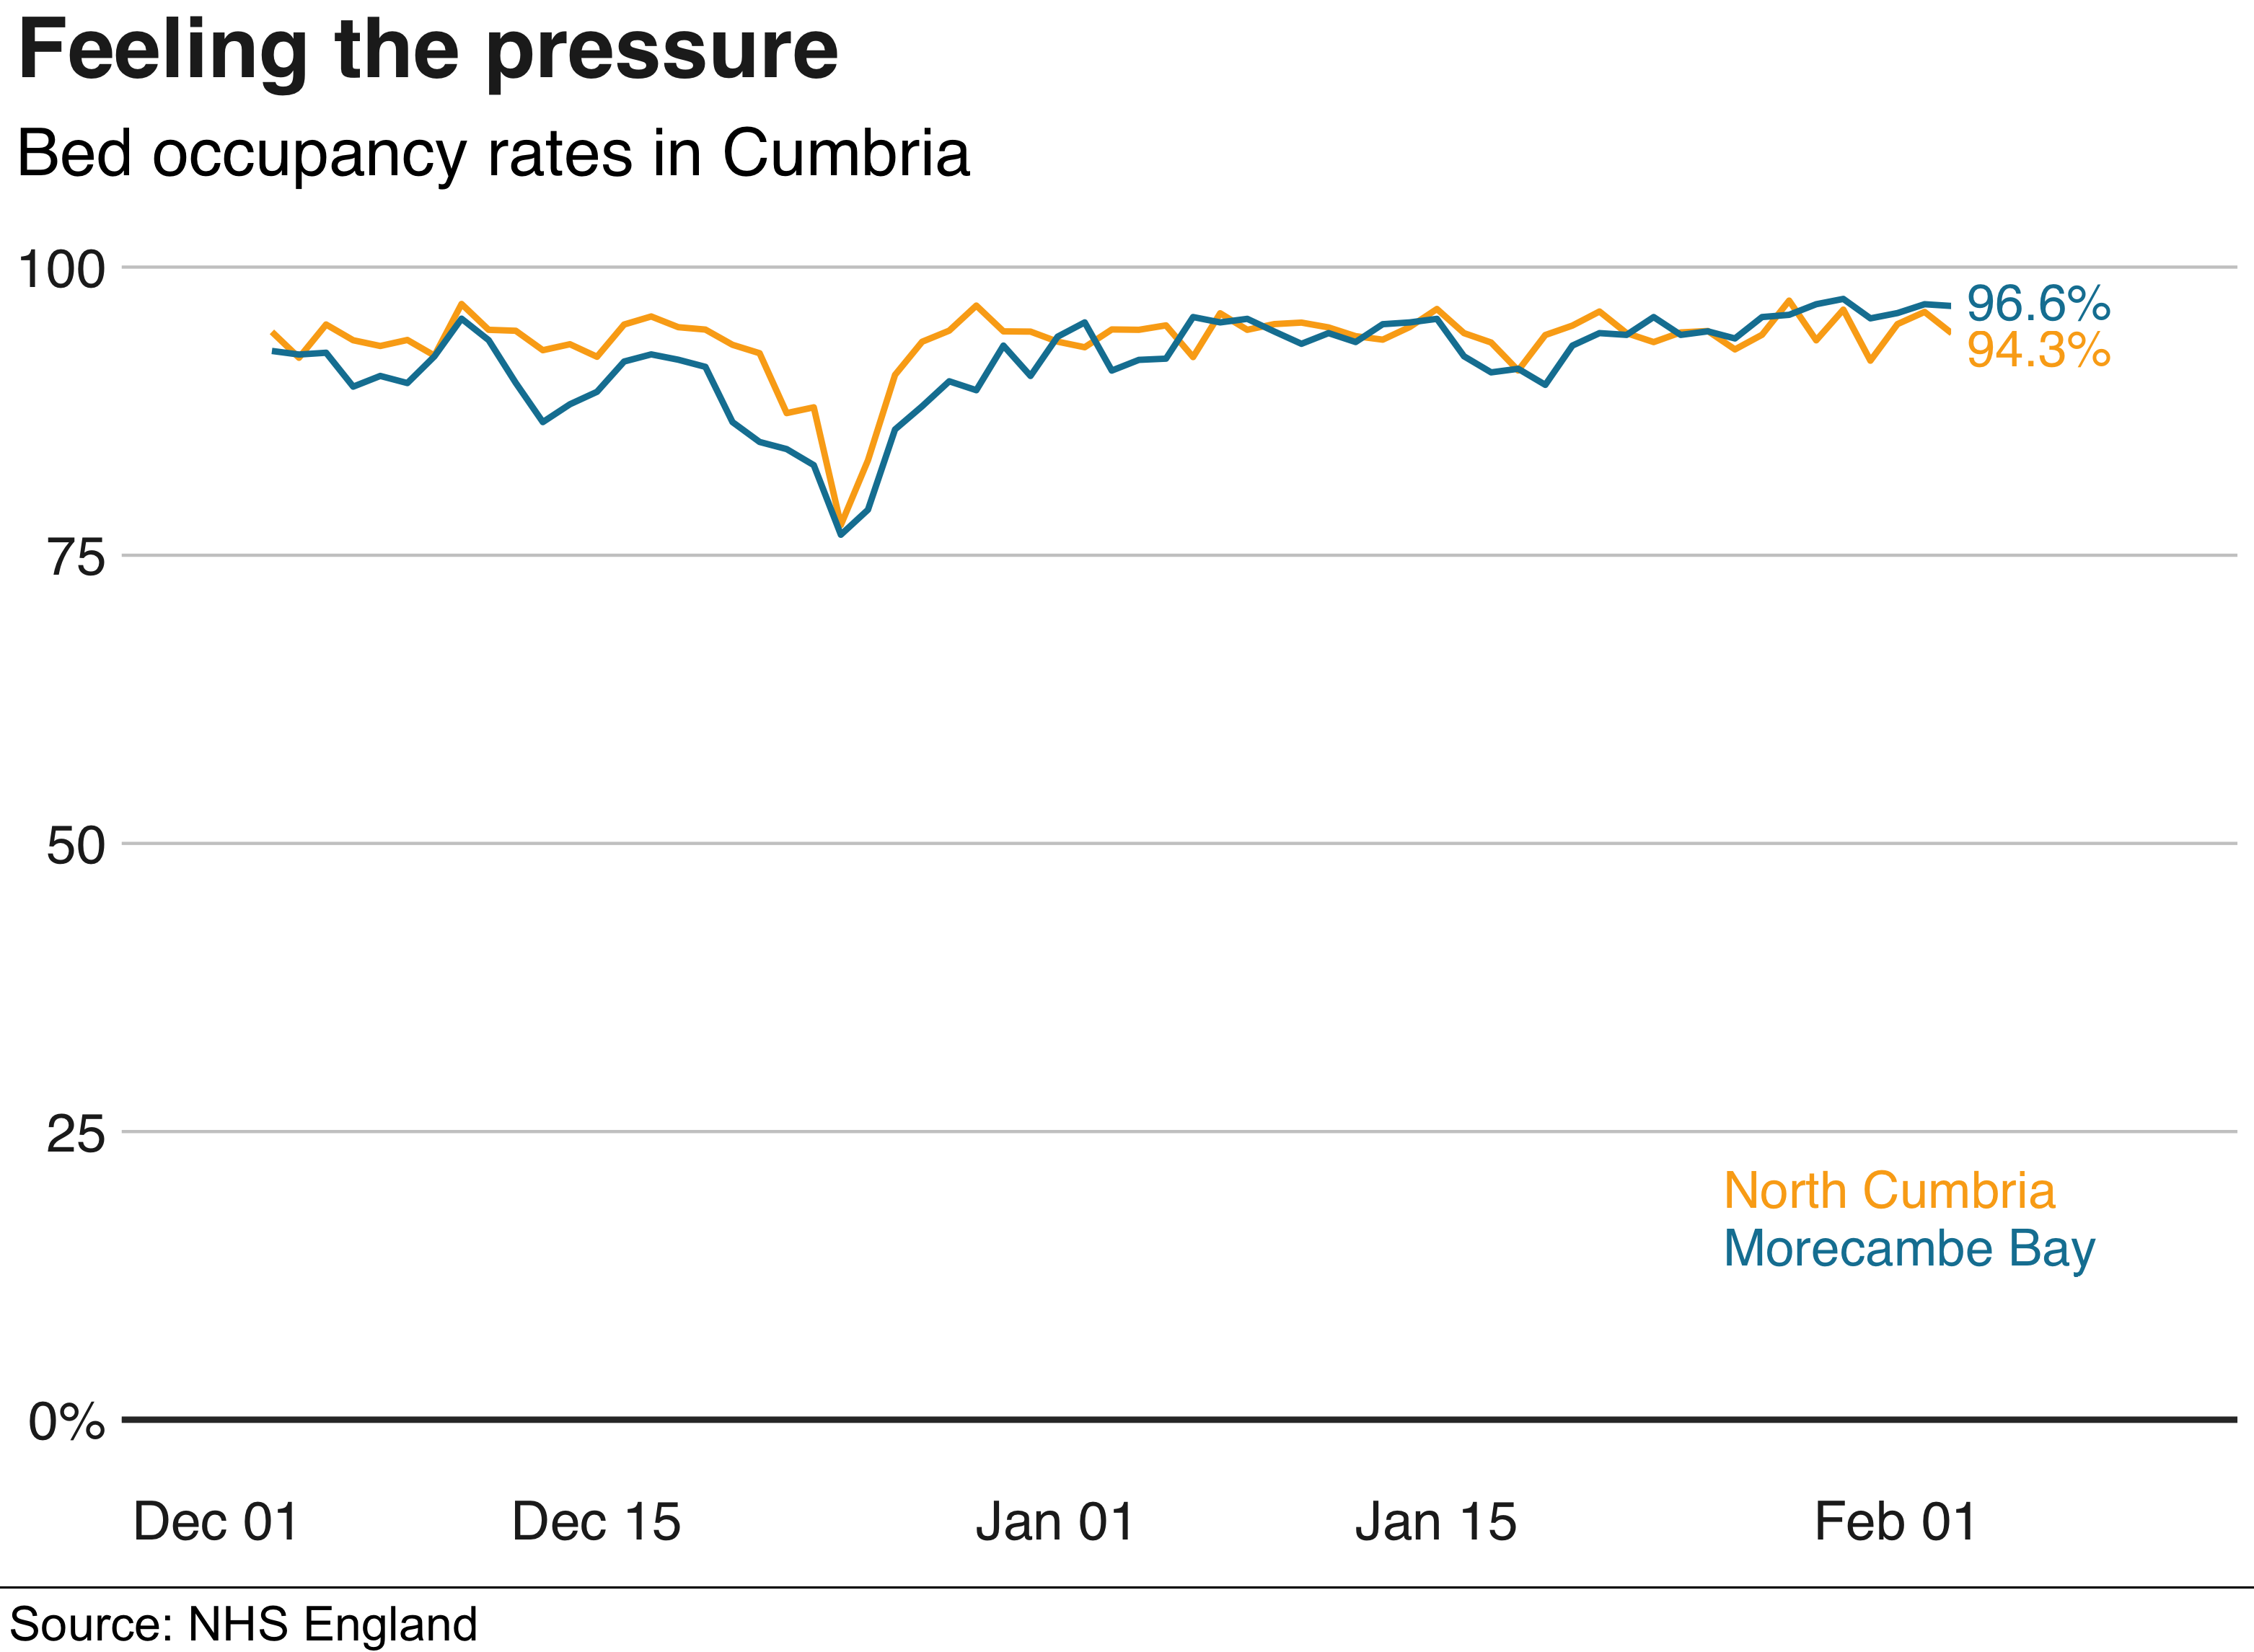 Feeling the pressure
Bed occupancy rates in Cumbria
100
96.6%
94.3%
75
50
25
North Cumbria
Morecambe Bay
0%
Dec 01 Dec 15 Jan 01 Jan 15 Feb 01
Source: NHS England